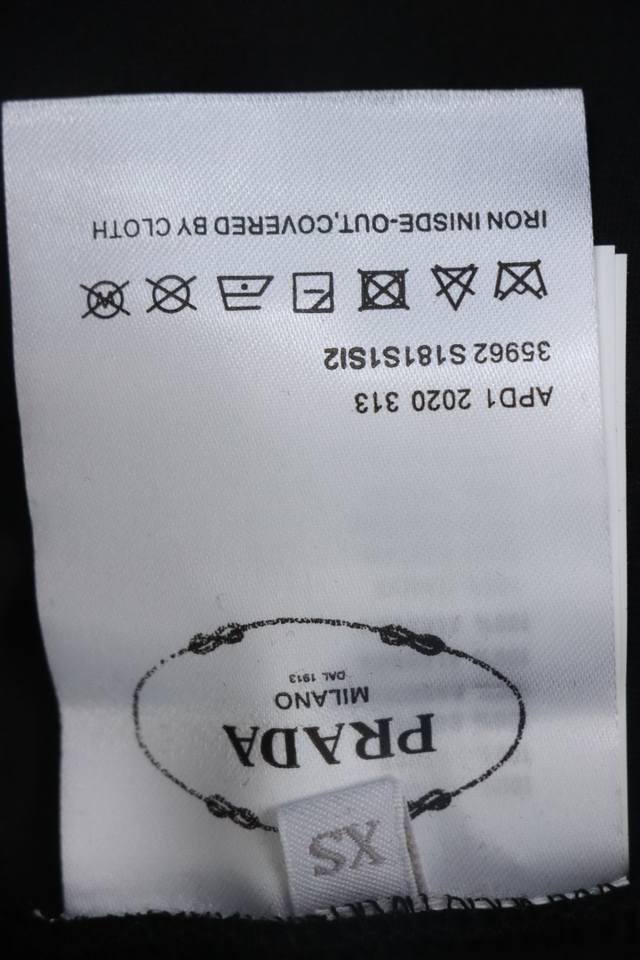 XS
PRADA
MILANO
DAL 1913
APD1 2020 313
35962 S181S1SI2
IRON INISDE-OUT,COVERED BY CLOTH